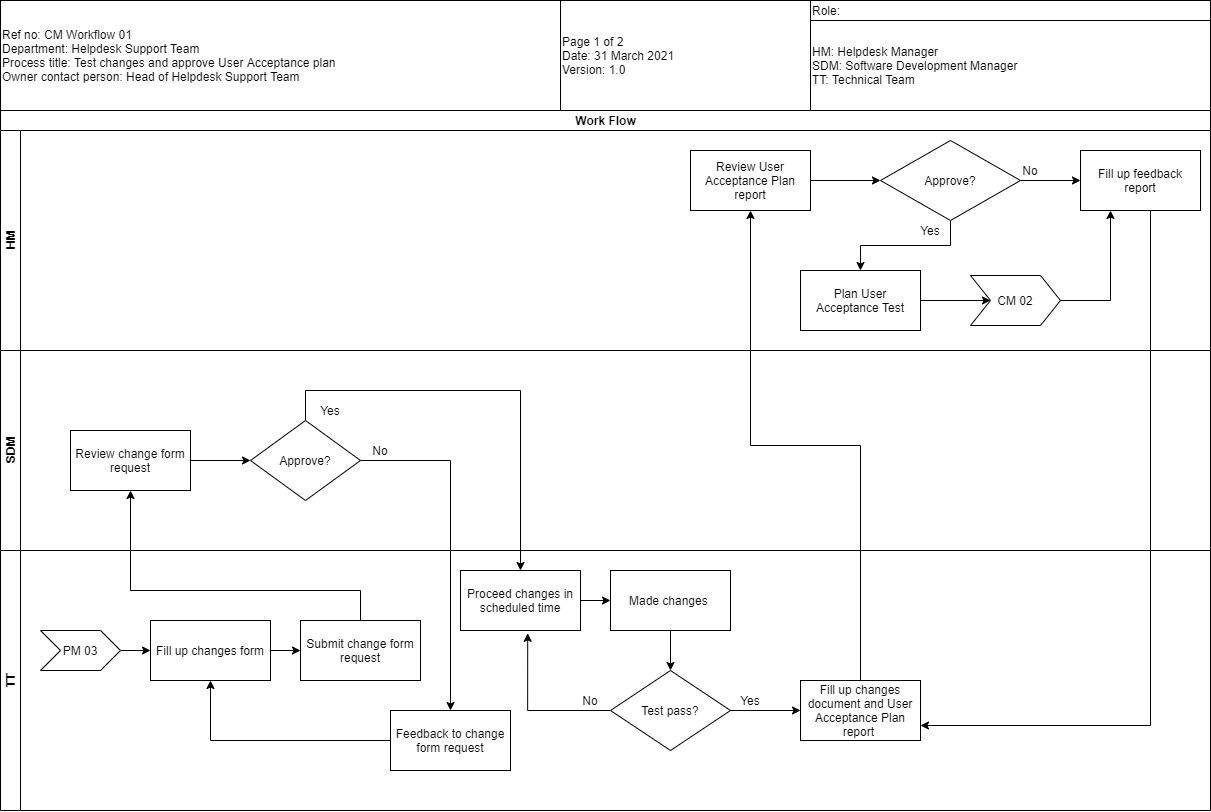 Ref no: CM Workflow 01
Department: Helpdesk Support Team
Process title: Test changes and approve User Acceptance plan
Owner contact person: Head of Helpdesk Support Team
Page 1 of 2
Date: 31 March 2021
Version: 1.0
Role:
HM: Helpdesk Manager
SDM: Software Development Manager
TT: Technical Team
Work Flow
HM
Review User
Acceptance Plan
report
Approve?
No
Fill up feedback
report
Yes
Plan User
Acceptance Test
CM 02
SDM
Review change form
request
Approve?
Yes
No
TT
PM 03
Fill up changes form
Submit change form
request
Feedback to change
form request
Proceed changes in
scheduled time
Made changes
Test pass?
No
Yes
Fill up changes
document and User
Acceptance Plan
report